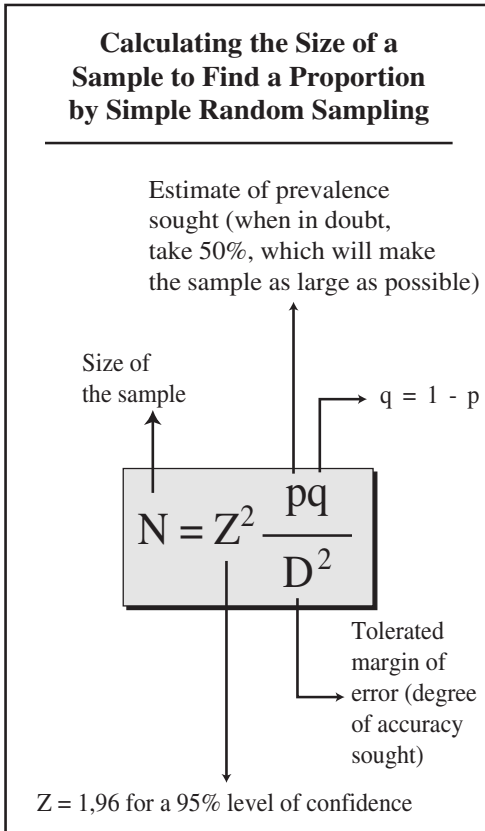 Calculating the Size of a
Sample to Find a Proportion
by Simple Random Sampling
Estimate of prevalence
sought (when in doubt,
take 50%, which will make
the sample as large as possible)
Size of
the sample
q = 1 - p
N = Z² pq / D²
Tolerated
margin of
error (degree
of accuracy
sought)
Z = 1,96 for a 95% level of confidence